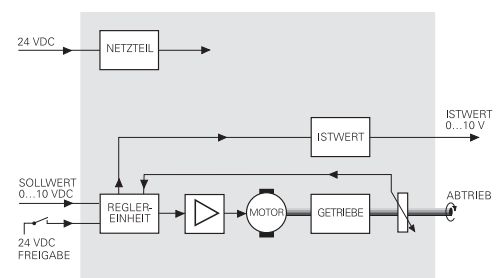 24 VDC
NETZTEIL
ISTWERT
0...10 V
ISTWERT
SOLLWERT
0...10 VDC
REGLER-
EINHEIT
MOTOR
GETRIEBE
ABTRIEB
24 VDC
FREIGABE